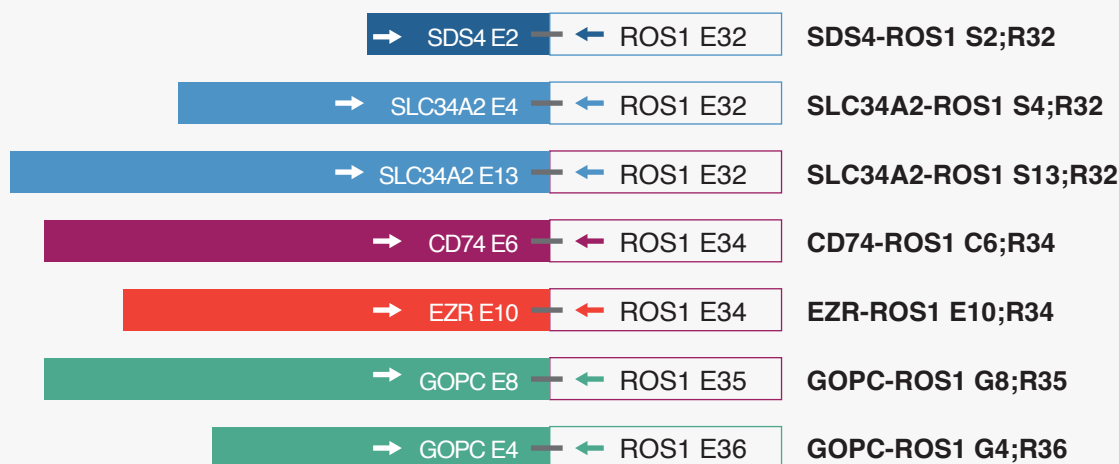 SDS4 E2 ROS1 E32 SDS4-ROS1 S2;R32
SLC34A2 E4 ROS1 E32 SLC34A2-ROS1 S4;R32
SLC34A2 E13 ROS1 E32 SLC34A2-ROS1 S13;R32
CD74 E6 ROS1 E34 CD74-ROS1 C6;R34
EZR E10 ROS1 E34 EZR-ROS1 E10;R34
GOPC E8 ROS1 E35 GOPC-ROS1 G8;R35
GOPC E4 ROS1 E36 GOPC-ROS1 G4;R36